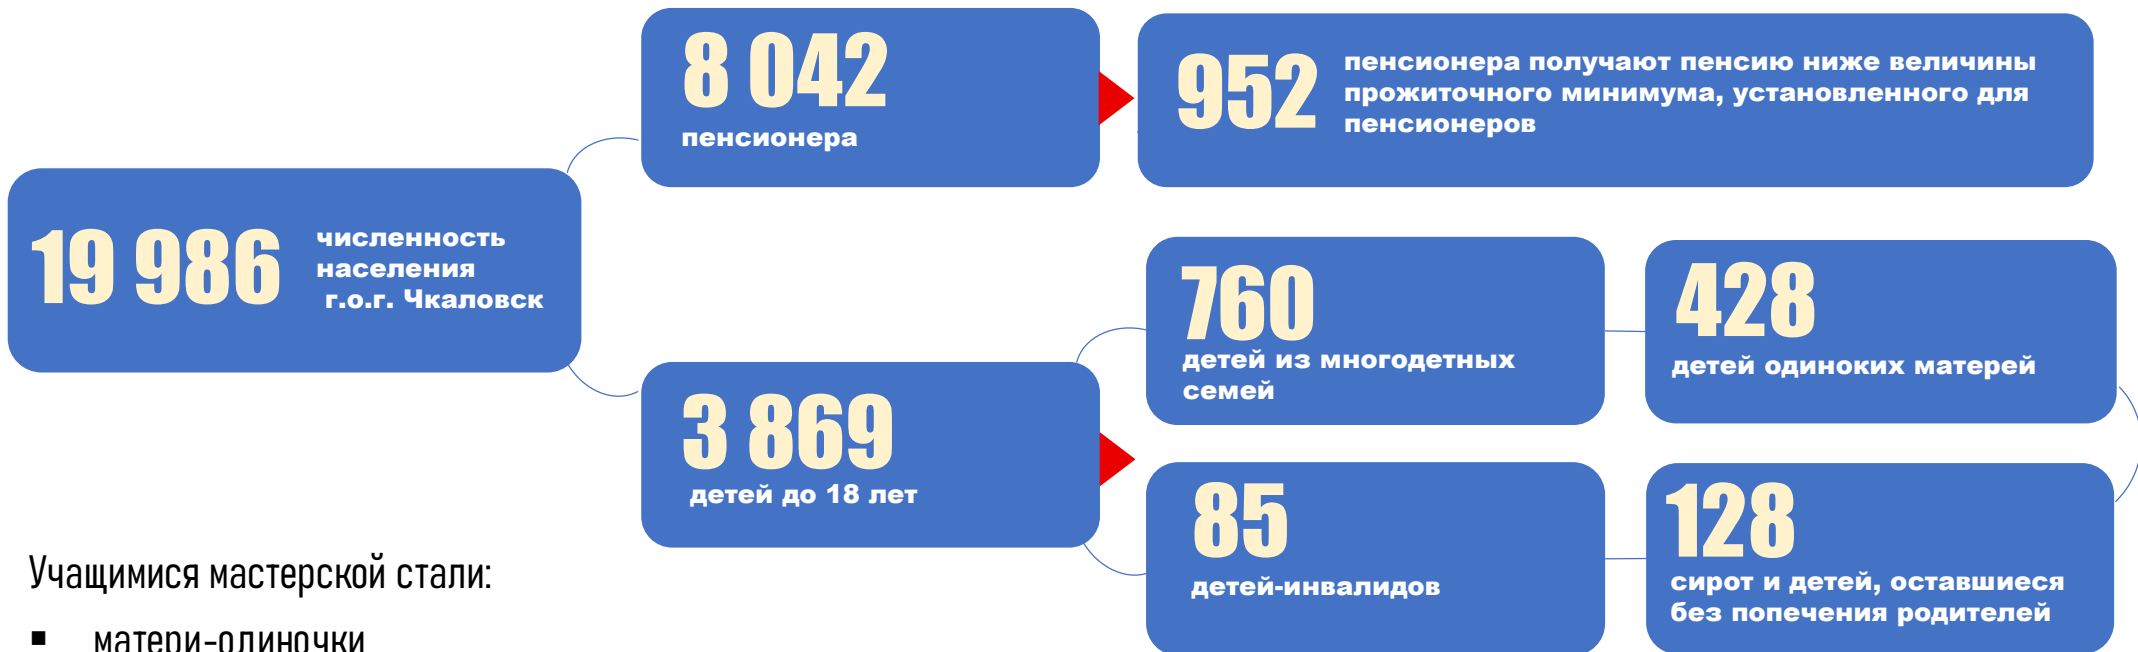 8 042
пенсионера
952
пенсионера получают пенсию ниже величины
прожиточного минимума, установленного для
пенсионеров
19 986
численность
населения
г.о.г. Чкаловск
760
детей из многодетных
семей
428
детей одиноких матерей
3 869
детей до 18 лет
85
детей-инвалидов
128
сирот и детей, оставшиеся
без попечения родителей
Учащимися мастерской стали:
▪ матери-одиночки